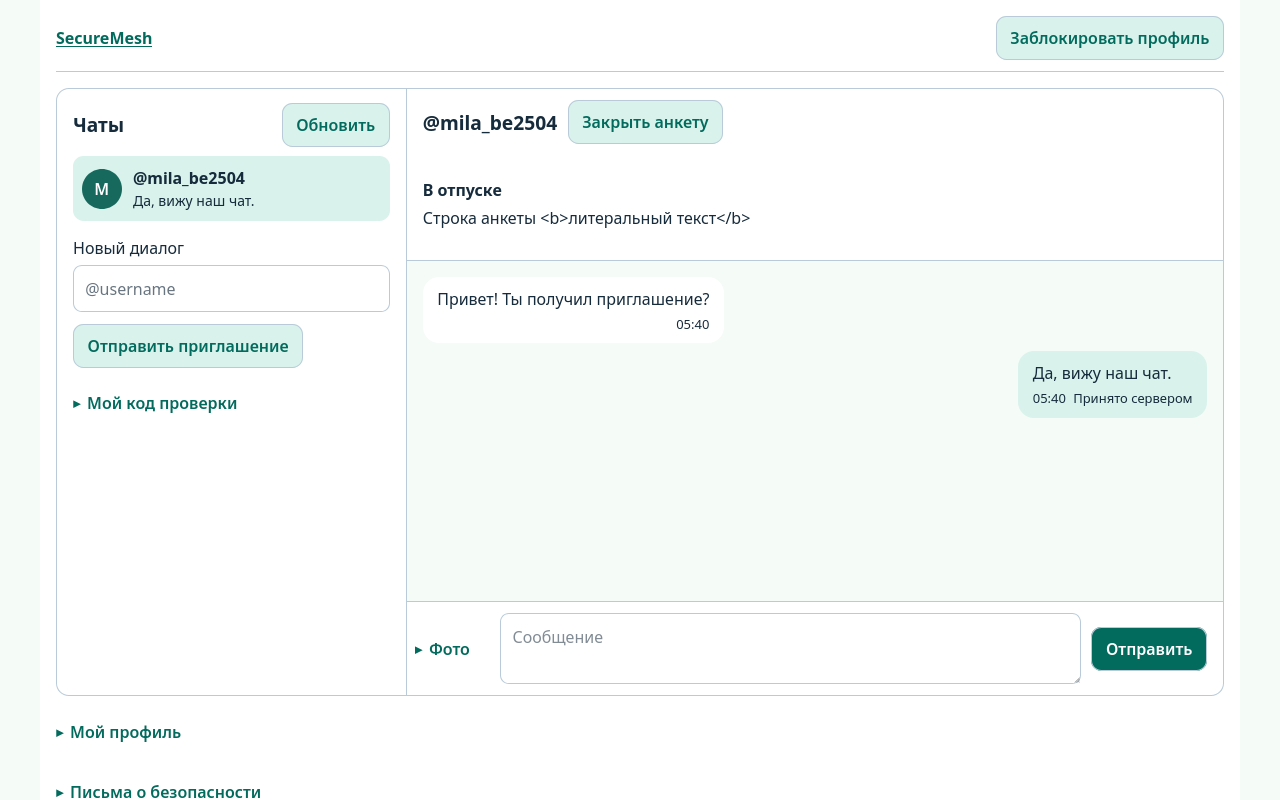 SecureMesh
Заблокировать профиль
Чаты
Обновить
M
@mila_be2504
Да, вижу наш чат.
Новый диалог
@username
Отправить приглашение
▸ Мой код проверки
@mila_be2504
Закрыть анкету
В отпуске
Строка анкеты <b>литеральный текст</b>
Привет! Ты получил приглашение?
05:40
Да, вижу наш чат.
05:40 Принято сервером
▸ Фото
Сообщение
Отправить
▸ Мой профиль
▸ Письма о безопасности